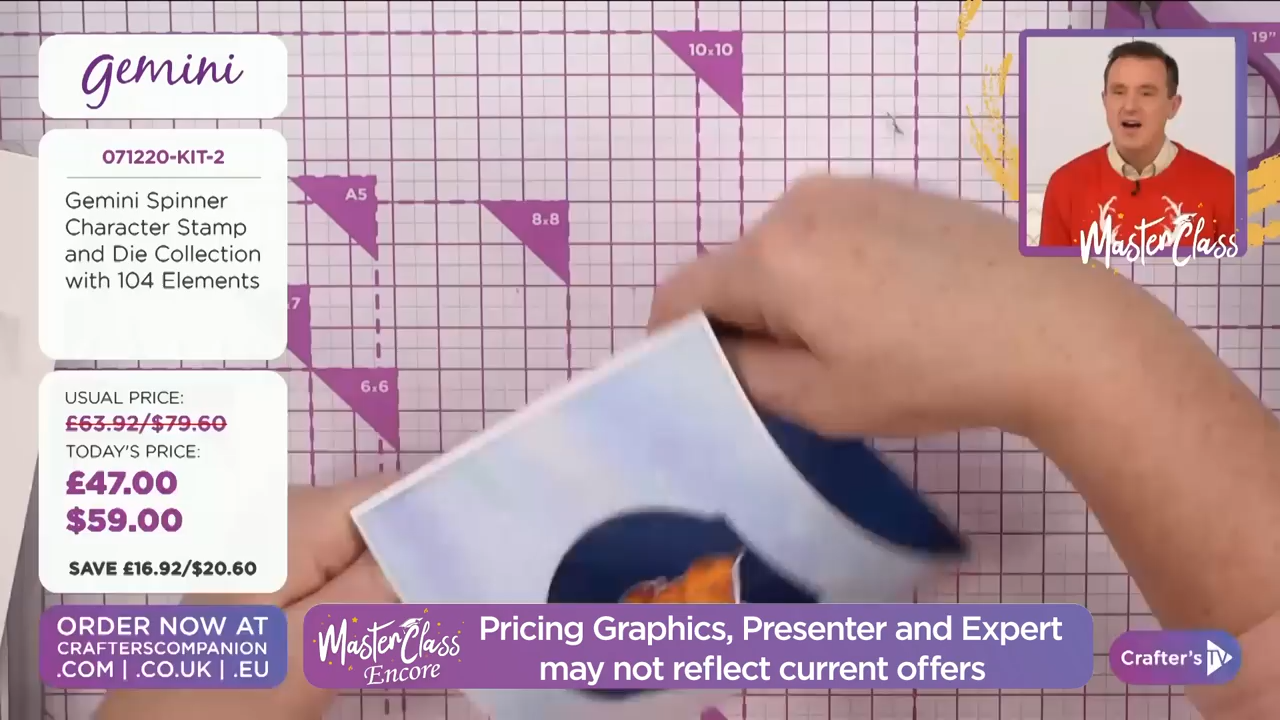 gemini
071220-KIT-2
Gemini Spinner
Character Stamp
and Die Collection
with 104 Elements
USUAL PRICE:
£63.92/$79.60
TODAY'S PRICE:
£47.00
$59.00
SAVE £16.92/$20.60
ORDER NOW AT
CRAFTERSCOMPANION
.COM | .CO.UK | .EU
MasterClass
Encore
Pricing Graphics, Presenter and Expert
may not reflect current offers
Crafter's TV
MasterClass
10x10
19"
A5
8x8
x7
6x6